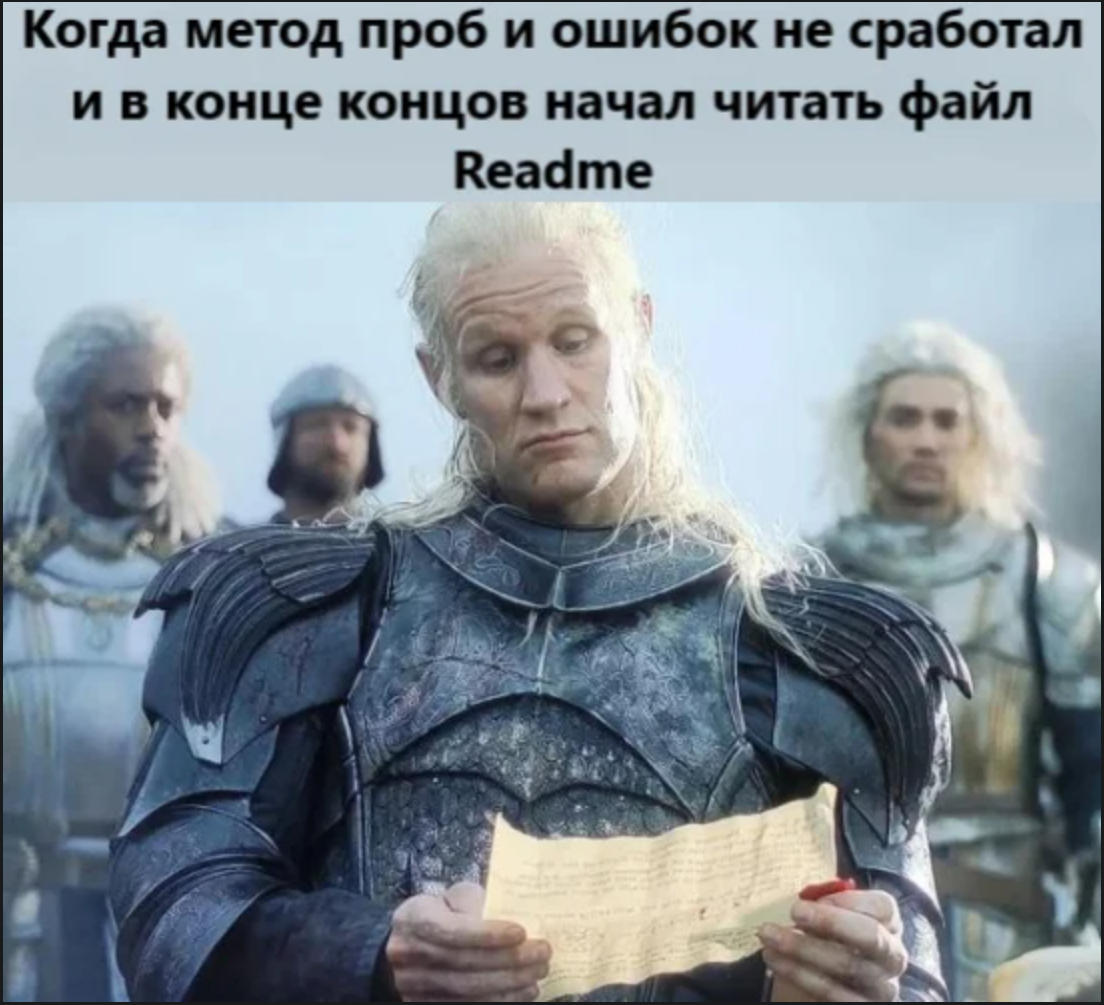 Когда метод проб и ошибок не сработал
и в конце концов начал читать файл
Readme